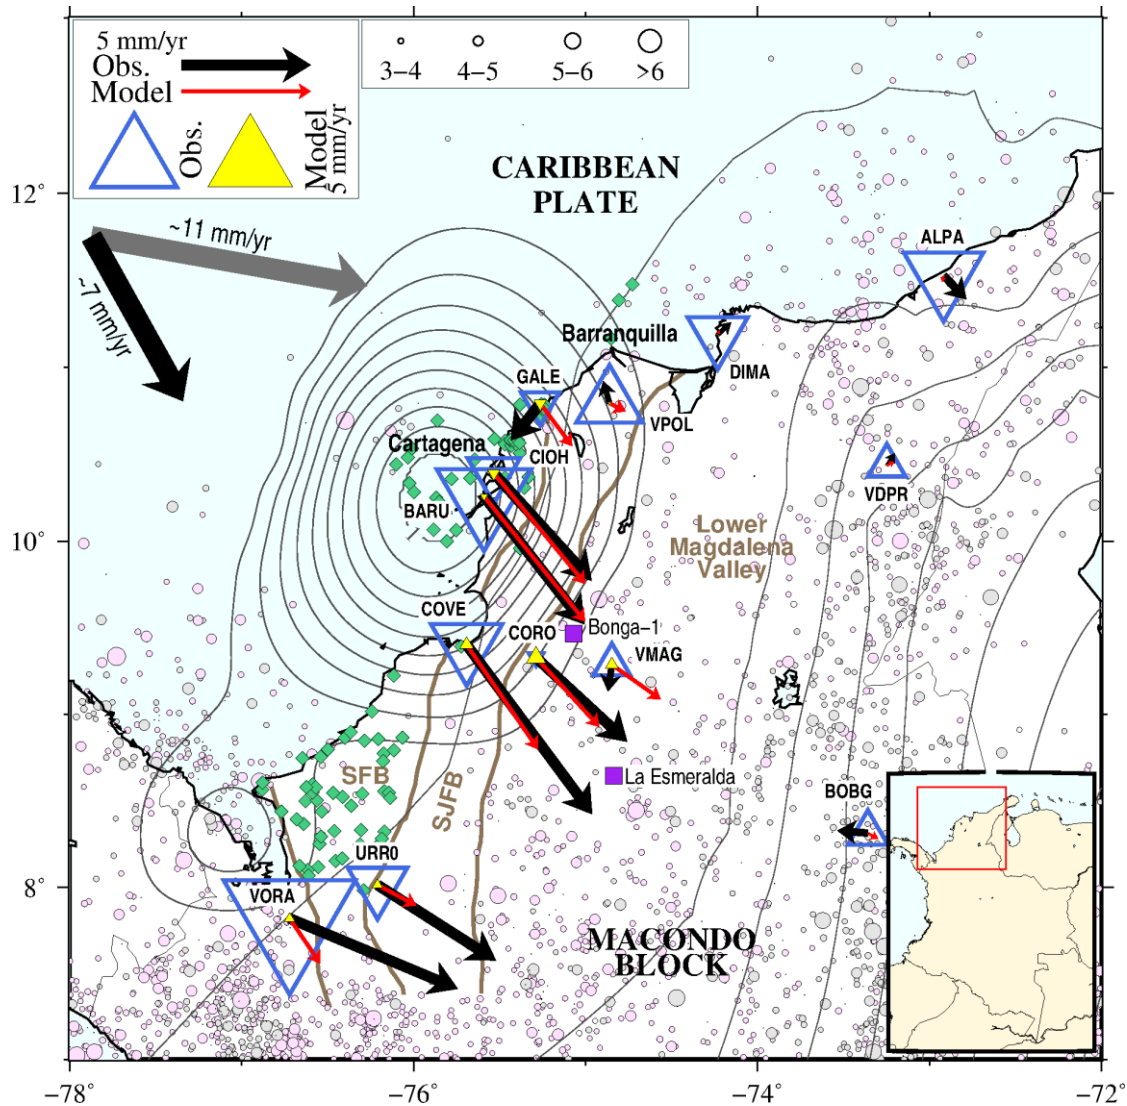 5 mm/yr
Obs.
Model
Obs.
Model
5 mm/yr
3–4
4–5
5–6
>6
12°
10°
8°
−78°
−76°
−74°
−72°
CARIBBEAN
PLATE
~11 mm/yr
~7 mm/yr
ALPA
Barranquilla
DIMA
GALE
VPOL
Cartagena
CIOH
VDPR
BARU
Lower
Magdalena
Valley
COVE
CORO
Bonga−1
VMAG
SFB
SJFB
La Esmeralda
BOBG
URR0
VORA
MACONDO
BLOCK